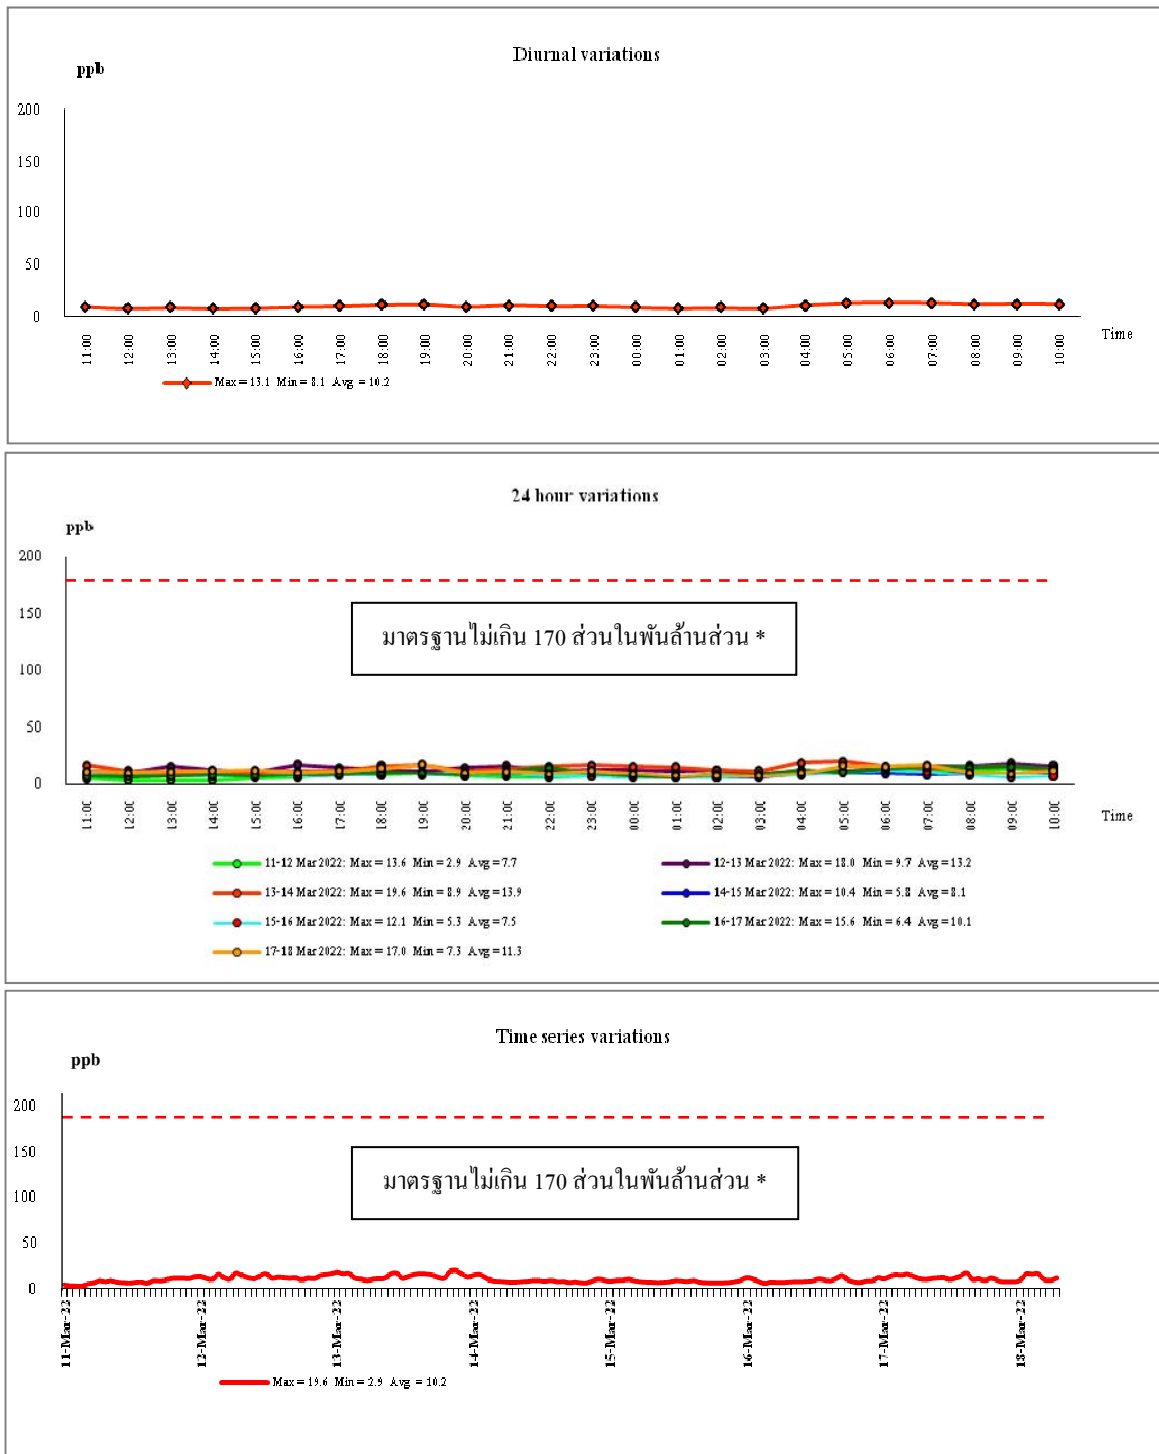 Diurnal variations
ppb
200
150
100
50
0
11:00 12:00 13:00 14:00 15:00 16:00 17:00 18:00 19:00 20:00 21:00 22:00 23:00 00:00 01:00 02:00 03:00 04:00 05:00 06:00 07:00 08:00 09:00 10:00
Time
Max = 13.1 Min = 8.1 Avg = 10.2
24 hour variations
ppb
200
150
100
50
0
มาตรฐานไม่เกิน 170 ส่วนในพันล้านส่วน *
11:00 12:00 13:00 14:00 15:00 16:00 17:00 18:00 19:00 20:00 21:00 22:00 23:00 00:00 01:00 02:00 03:00 04:00 05:00 06:00 07:00 08:00 09:00 10:00
Time
11-12 Mar 2022: Max = 13.6 Min = 2.9 Avg = 7.7
12-13 Mar 2022: Max = 18.0 Min = 9.7 Avg = 13.2
13-14 Mar 2022: Max = 19.6 Min = 8.9 Avg = 13.9
14-15 Mar 2022: Max = 10.4 Min = 5.8 Avg = 8.1
15-16 Mar 2022: Max = 12.1 Min = 5.3 Avg = 7.5
16-17 Mar 2022: Max = 15.6 Min = 6.4 Avg = 10.1
17-18 Mar 2022: Max = 17.0 Min = 7.3 Avg = 11.3
Time series variations
ppb
200
150
100
50
0
มาตรฐานไม่เกิน 170 ส่วนในพันล้านส่วน *
11-Mar-22 12-Mar-22 13-Mar-22 14-Mar-22 15-Mar-22 16-Mar-22 17-Mar-22 18-Mar-22
Max = 19.6 Min = 2.9 Avg = 10.2